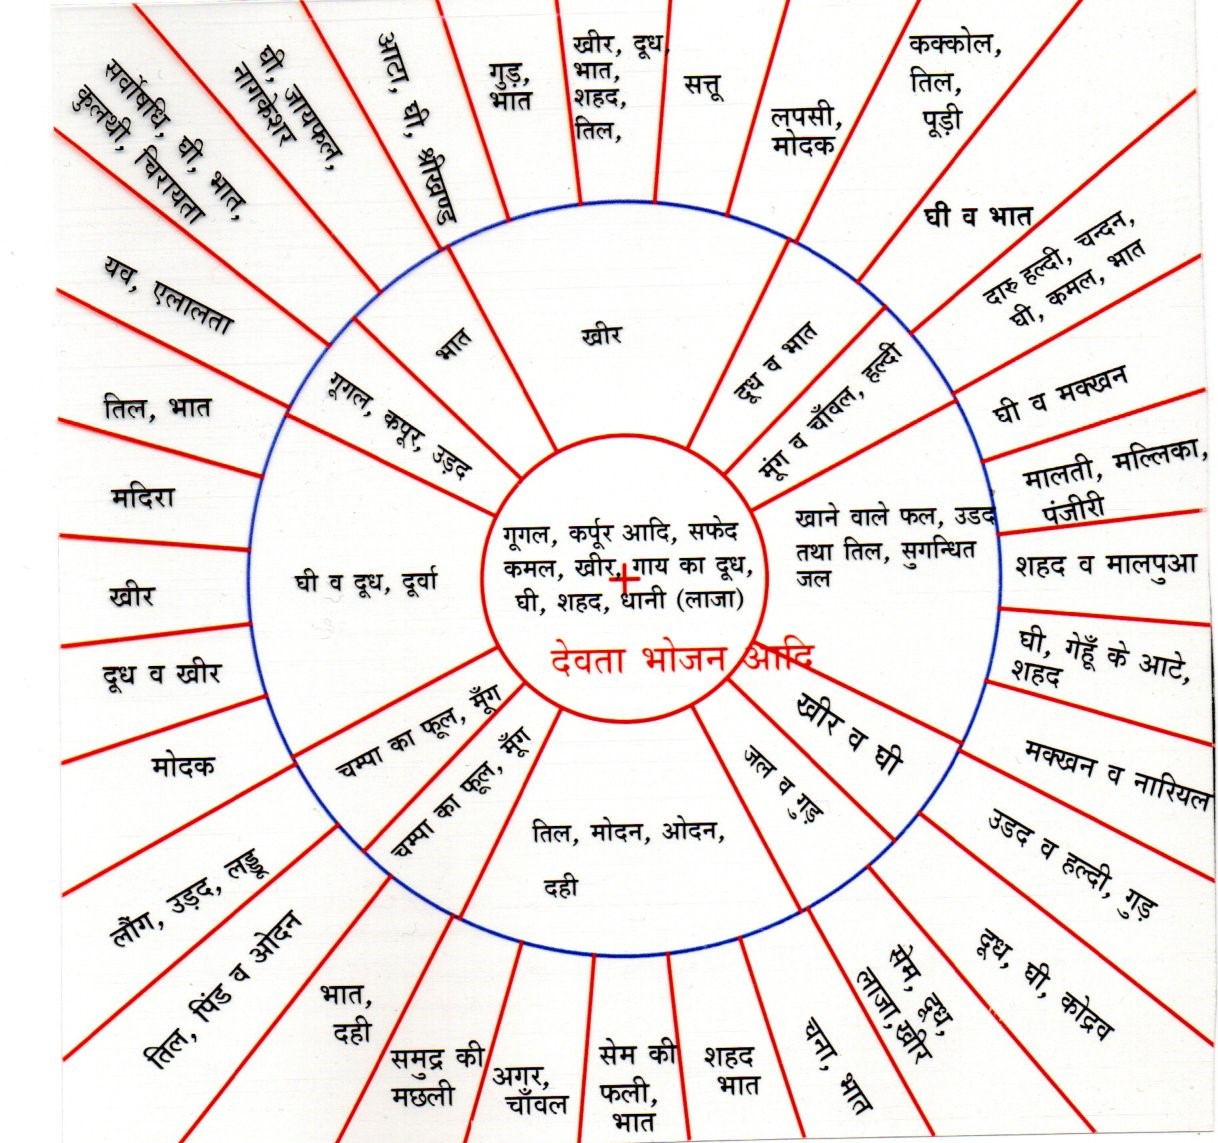 सर्वोषधि, घी, भात,
कुलथी, चिरायता
घी, जायफल,
नागकेशर
आटा, घी, श्रीखण्ड
गुड़,
भात
खीर, दूध,
भात,
शहद,
तिल,
सत्तू
लपसी,
मोदक
कक्कोल,
तिल,
पूड़ी
घी व भात
दारु हल्दी, चन्दन,
घी, कमल, भात
घी व मक्खन
मालती, मल्लिका,
पंजीरी
शहद व मालपुआ
घी, गेहूँ के आटे,
शहद
मक्खन व नारियल
उडद व हल्दी, गुड़
दूध, घी, कोद्रव
सेम, दूध,
लाजा, खीर
चना, भात
शहद
भात
सेम की
फली,
भात
अगर,
चाँवल
समुद्र की
मछली
भात,
दही
तिल, पिंड व ओदन
लौंग, उड़द, लड्डू
मोदक
दूध व खीर
खीर
मदिरा
तिल, भात
यव, एलालता
खीर
दूध व भात
मूंग व चाँवल, हल्दी
खाने वाले फल, उडद
तथा तिल, सुगन्धित
जल
खीर व घी
जल व गुड़
तिल, मोदन, ओदन,
दही
चम्पा का फूल, मूँग
चम्पा का फूल, मूँग
घी व दूध, दूर्वा
गूगल, कपूर, उड़द
भात
गूगल, कर्पूर आदि, सफेद
कमल, खीर, गाय का दूध,
घी, शहद, धानी (लाजा)
देवता भोजन आदि